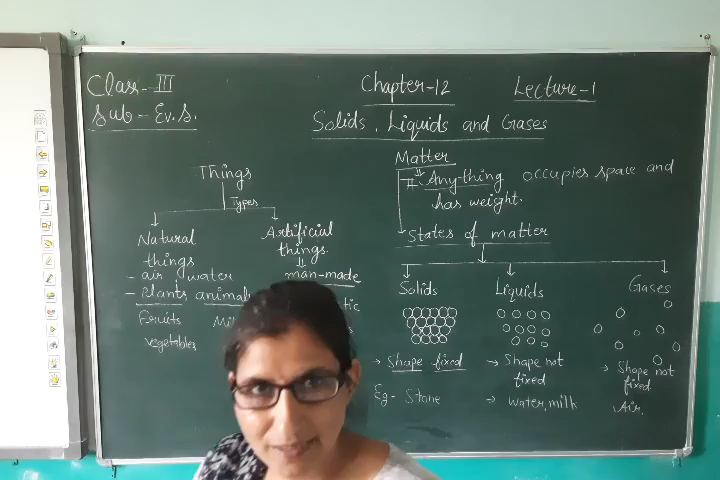 Class - III
Sub - Ev.S.
Chapter-12
Lecture-1
Solids, Liquids and Gases
Things
Types
Natural things
Artificial things.
- air water
- Plants animals
Fruits
vegetables
man-made
Matter
Any-thing occupies space and
has weight.
States of matter
Solids
Liquids
Gases
→ Shape fixed
→ Shape not
fixed
→ Shape not
fixed
Eg - Stone
→ Water, milk
Air.